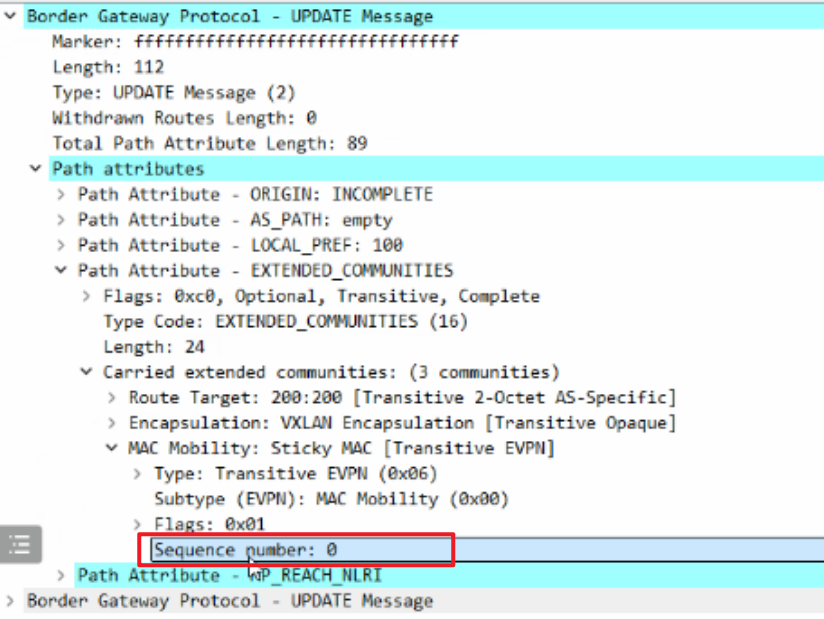 Border Gateway Protocol - UPDATE Message
Marker: ffffffffffffffffffffffffffffffff
Length: 112
Type: UPDATE Message (2)
Withdrawn Routes Length: 0
Total Path Attribute Length: 89
Path attributes
Path Attribute - ORIGIN: INCOMPLETE
Path Attribute - AS_PATH: empty
Path Attribute - LOCAL_PREF: 100
Path Attribute - EXTENDED_COMMUNITIES
Flags: 0xc0, Optional, Transitive, Complete
Type Code: EXTENDED_COMMUNITIES (16)
Length: 24
Carried extended communities: (3 communities)
Route Target: 200:200 [Transitive 2-Octet AS-Specific]
Encapsulation: VXLAN Encapsulation [Transitive Opaque]
MAC Mobility: Sticky MAC [Transitive EVPN]
Type: Transitive EVPN (0x06)
Subtype (EVPN): MAC Mobility (0x00)
Flags: 0x01
Sequence number: 0
Path Attribute - MP_REACH_NLRI
Border Gateway Protocol - UPDATE Message